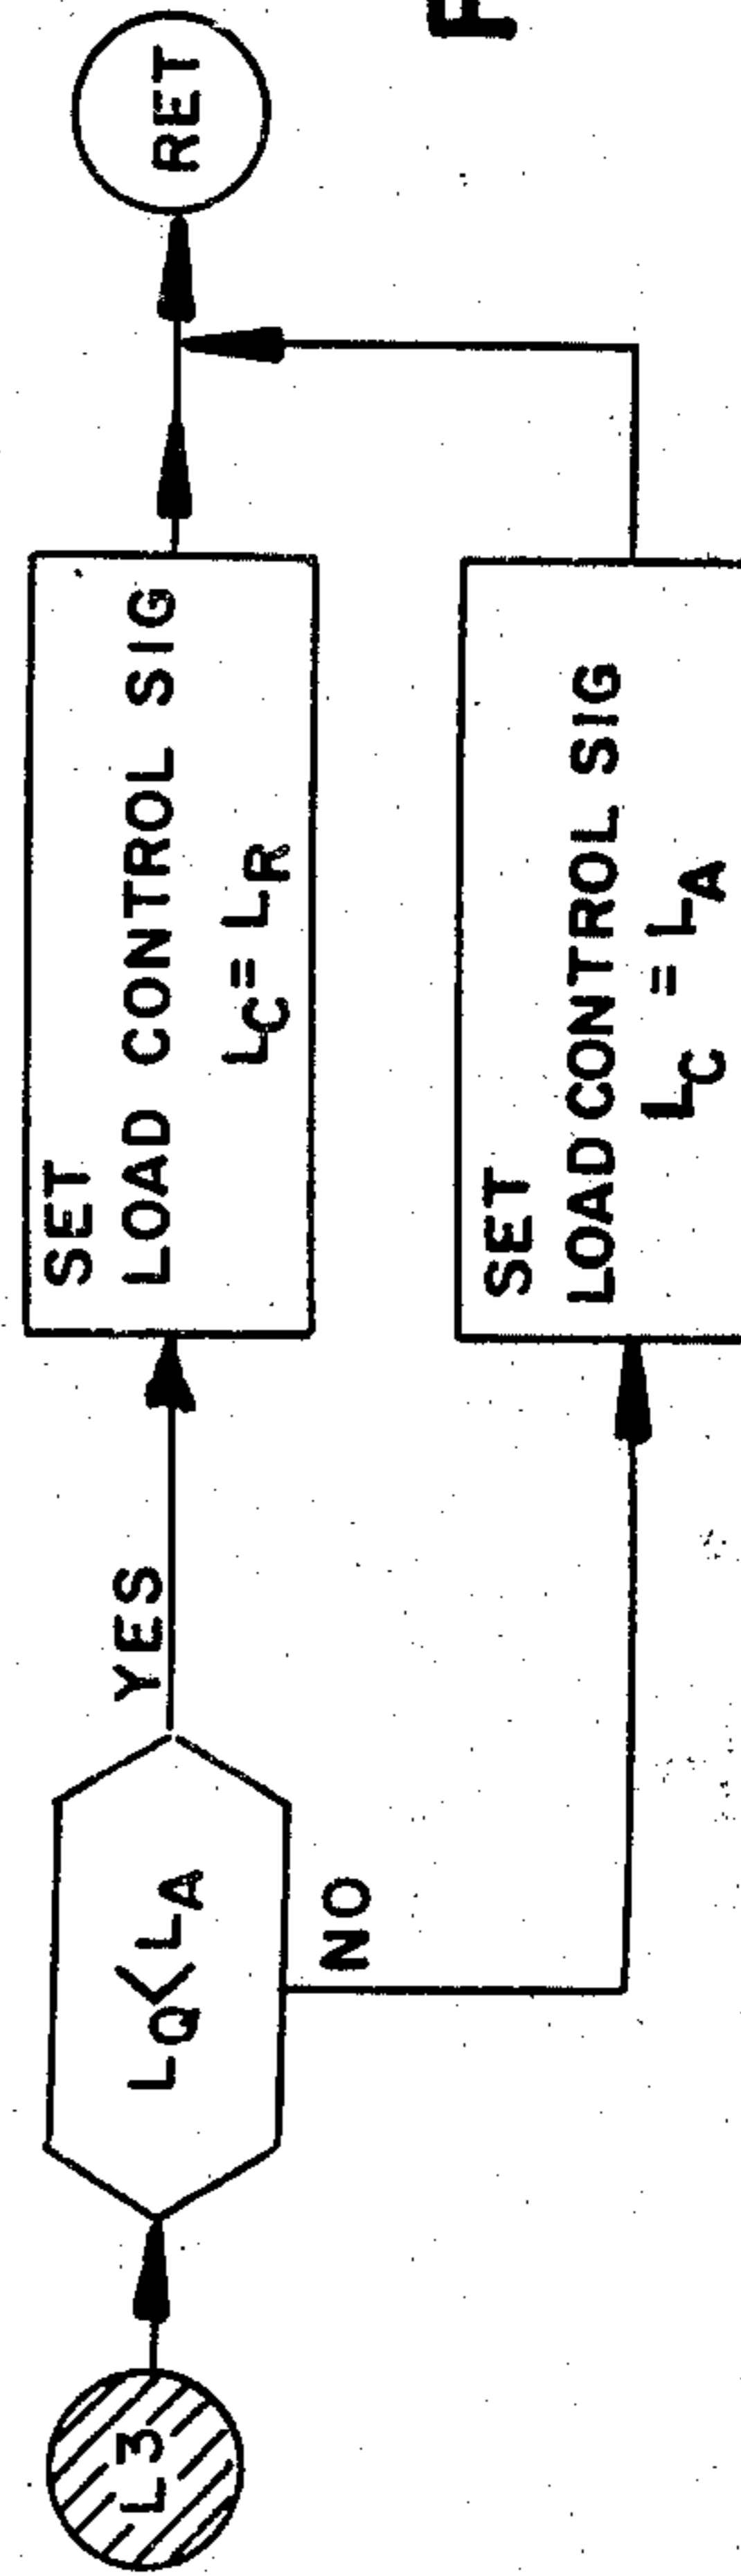 L3
LQ<LA
YES
NO
SET
LOAD CONTROL SIG
LC = LR
SET
LOAD CONTROL SIG
LC = LA
RET